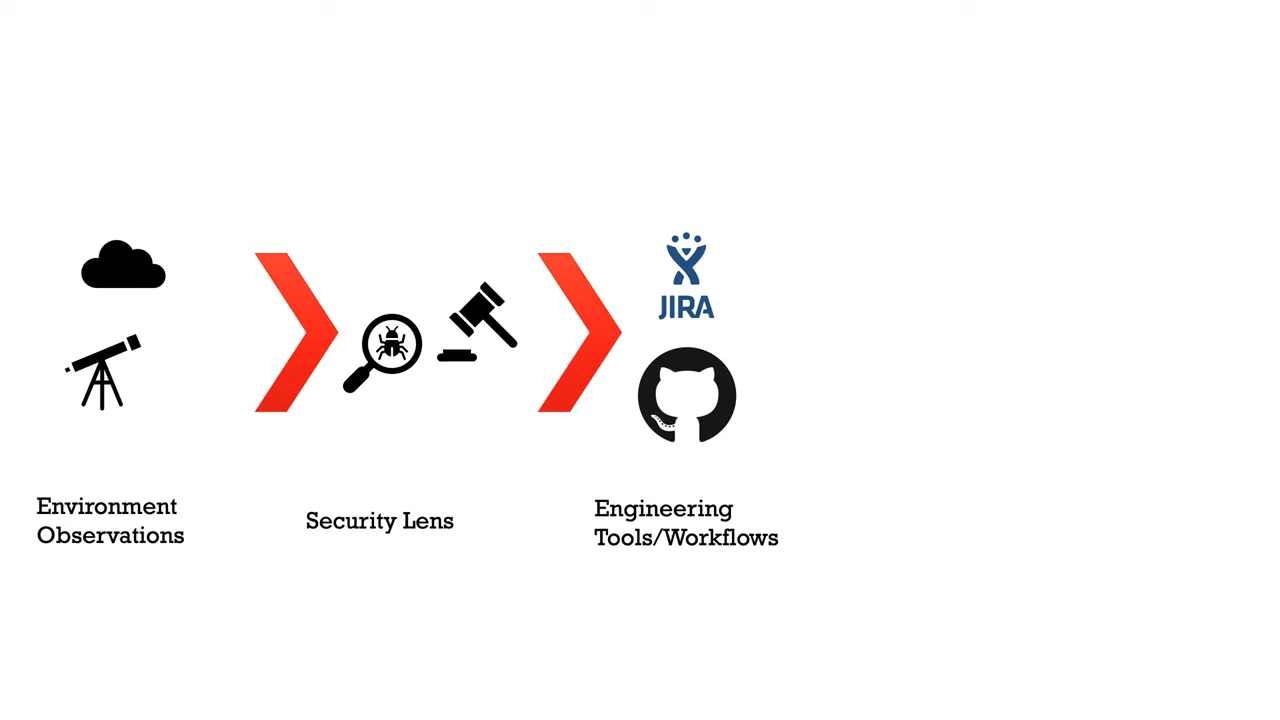 JIRA
Environment
Observations
Security Lens
Engineering
Tools/Workflows